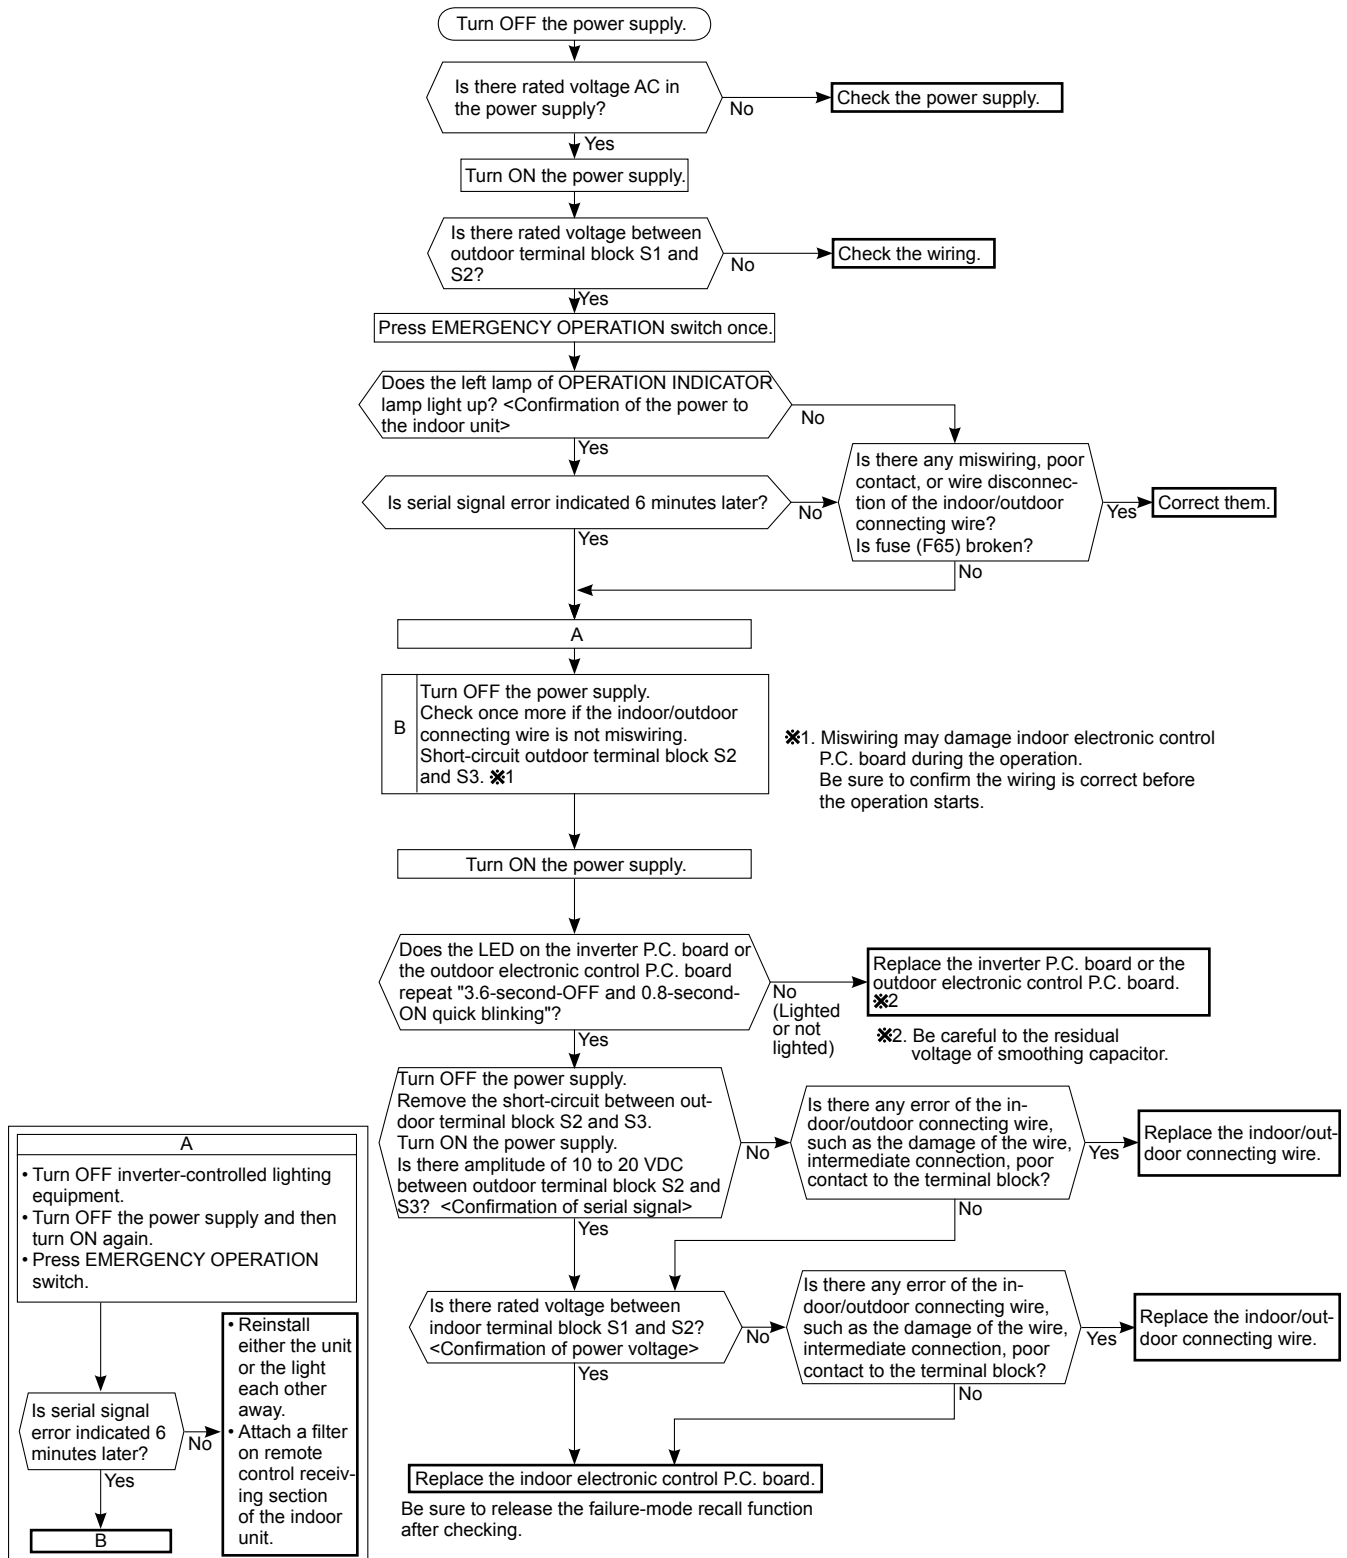 Turn OFF the power supply.
Is there rated voltage AC in
the power supply?
No
Check the power supply.
Yes
Turn ON the power supply.
Is there rated voltage between
outdoor terminal block S1 and
S2?
No
Check the wiring.
Yes
Press EMERGENCY OPERATION switch once.
Does the left lamp of OPERATION INDICATOR
lamp light up? <Confirmation of the power to
the indoor unit>
No
Yes
Is serial signal error indicated 6 minutes later?
No
Yes
Is there any miswiring, poor
contact, or wire disconnec-
tion of the indoor/outdoor
connecting wire?
Is fuse (F65) broken?
Yes
Correct them.
No
A
B
Turn OFF the power supply.
Check once more if the indoor/outdoor
connecting wire is not miswiring.
Short-circuit outdoor terminal block S2
and S3. ※1
※1. Miswiring may damage indoor electronic control
P.C. board during the operation.
Be sure to confirm the wiring is correct before
the operation starts.
Turn ON the power supply.
Does the LED on the inverter P.C. board or
the outdoor electronic control P.C. board
repeat "3.6-second-OFF and 0.8-second-
ON quick blinking"?
No
(Lighted
or not
lighted)
Replace the inverter P.C. board or the
outdoor electronic control P.C. board.
※2
※2. Be careful to the residual
voltage of smoothing capacitor.
Yes
Turn OFF the power supply.
Remove the short-circuit between out-
door terminal block S2 and S3.
Turn ON the power supply.
Is there amplitude of 10 to 20 VDC
between outdoor terminal block S2 and
S3? <Confirmation of serial signal>
No
Yes
Is there any error of the in-
door/outdoor connecting wire,
such as the damage of the wire,
intermediate connection, poor
contact to the terminal block?
Yes
Replace the indoor/out-
door connecting wire.
No
Is there rated voltage between
indoor terminal block S1 and S2?
<Confirmation of power voltage>
No
Yes
Is there any error of the in-
door/outdoor connecting wire,
such as the damage of the wire,
intermediate connection, poor
contact to the terminal block?
Yes
Replace the indoor/out-
door connecting wire.
No
Replace the indoor electronic control P.C. board.
Be sure to release the failure-mode recall function
after checking.
A
• Turn OFF inverter-controlled lighting
equipment.
• Turn OFF the power supply and then
turn ON again.
• Press EMERGENCY OPERATION
switch.
Is serial signal
error indicated 6
minutes later?
No
Yes
B
• Reinstall
either the unit
or the light
each other
away.
• Attach a filter
on remote
control receiv-
ing section
of the indoor
unit.